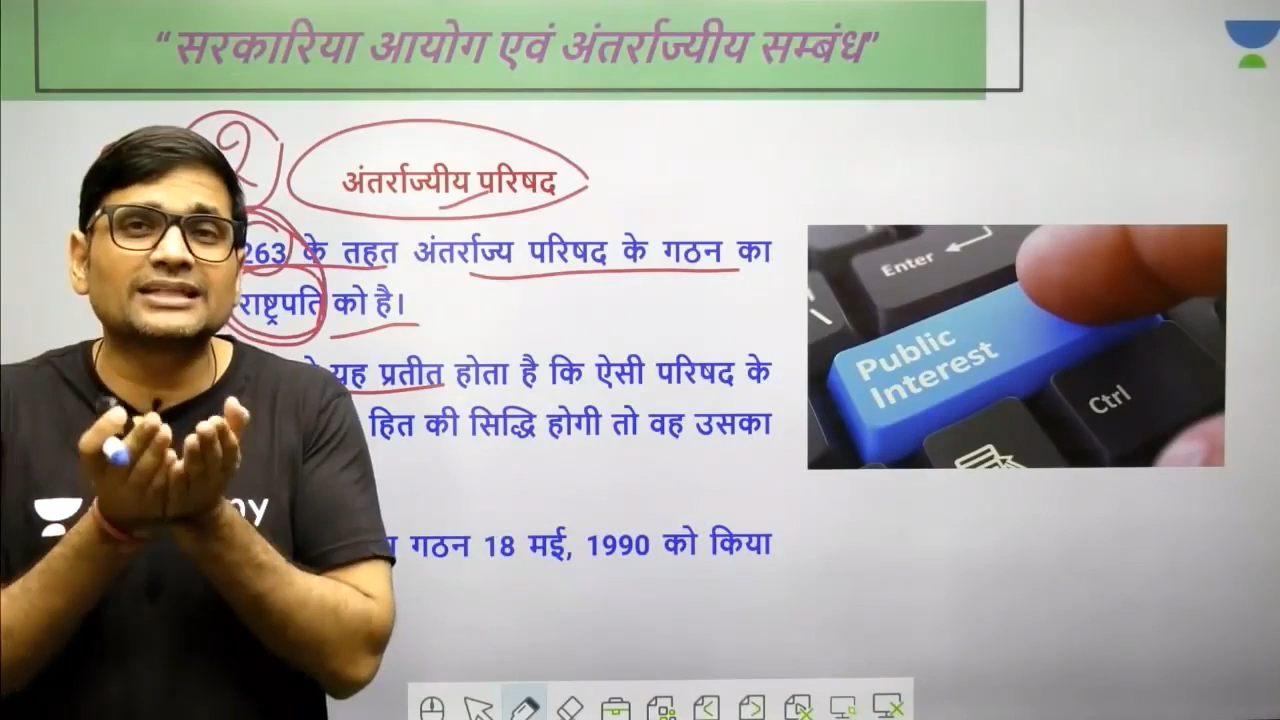 “सरकारिया आयोग एवं अंतर्राज्यीय सम्बंध”
२
अंतर्राज्यीय परिषद
263 के तहत अंतर्राज्य परिषद के गठन का
राष्ट्रपति को है।
यह प्रतीत होता है कि ऐसी परिषद के
हित की सिद्धि होगी तो वह उसका
गठन 18 मई, 1990 को किया
Enter
Public
Interest
Ctrl